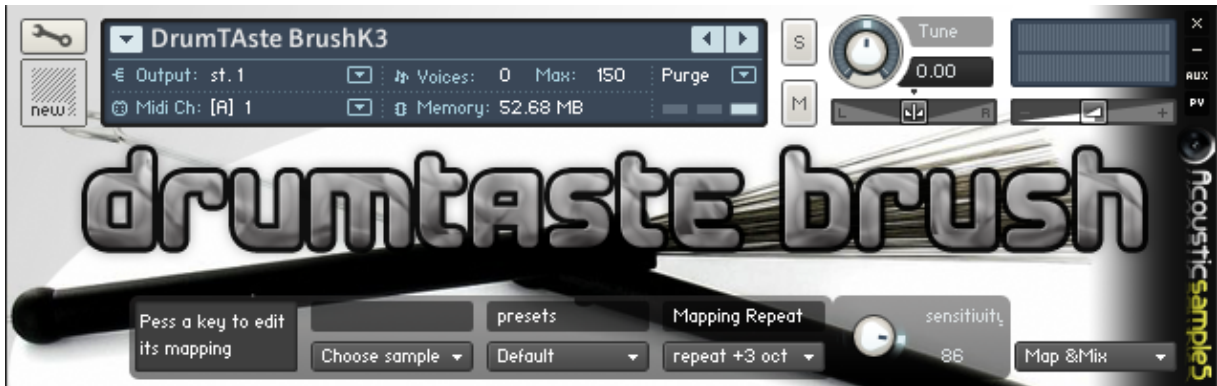 DrumTAste BrushK3
S
Tune
×
−
Output: st. 1
Voices: 0 Max: 150
Purge
0.00
AUX
new
Midi Ch: [A] 1
Memory: 52.68 MB
M
L
R
−
+
PV
drumtaste brush
Acousticsamples
Pess a key to edit
its mapping
presets
Mapping Repeat
sensitivity
Choose sample
Default
repeat +3 oct
86
Map &Mix